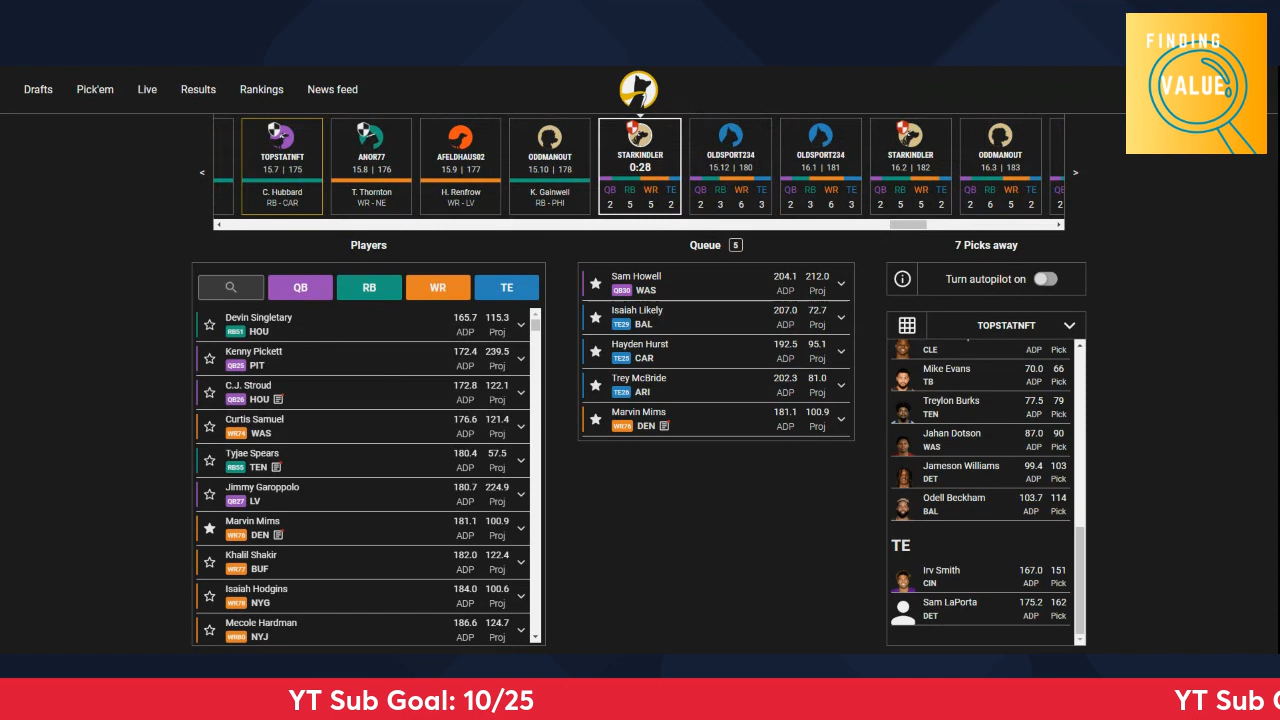 FINDING
VALUE
Drafts Pick'em Live Results Rankings News feed
TOPSTATNFT
15.7 | 175
C. Hubbard
RB - CAR
ANOR77
15.8 | 176
T. Thornton
WR - NE
AFELDHAUS02
15.9 | 177
H. Renfrow
WR - LV
ODDMANOUT
15.10 | 178
K. Gainwell
RB - PHI
STARKINDLER
0:28
QB RB WR TE
2 5 5 2
OLDSPORT234
15.12 | 180
QB RB WR TE
2 3 6 3
OLDSPORT234
16.1 | 181
QB RB WR TE
2 3 6 3
STARKINDLER
16.2 | 182
QB RB WR TE
2 5 5 2
ODDMANOUT
16.3 | 183
QB RB WR TE
2 6 5 2
< >
Players
QB RB WR TE
Devin Singletary 165.7 115.3
RB51 HOU ADP Proj
Kenny Pickett 172.4 239.5
QB25 PIT ADP Proj
C.J. Stroud 172.8 122.1
QB26 HOU ADP Proj
Curtis Samuel 176.6 121.4
WR74 WAS ADP Proj
Tyjae Spears 180.4 57.5
RB55 TEN ADP Proj
Jimmy Garoppolo 180.7 224.9
QB27 LV ADP Proj
Marvin Mims 181.1 100.9
WR76 DEN ADP Proj
Khalil Shakir 182.0 122.4
WR77 BUF ADP Proj
Isaiah Hodgins 184.0 100.6
WR78 NYG ADP Proj
Mecole Hardman 186.6 124.7
WR80 NYJ ADP Proj
Queue 5
Sam Howell 204.1 212.0
QB30 WAS ADP Proj
Isaiah Likely 207.0 72.7
TE29 BAL ADP Proj
Hayden Hurst 192.5 95.1
TE25 CAR ADP Proj
Trey McBride 202.3 81.0
TE26 ARI ADP Proj
Marvin Mims 181.1 100.9
WR76 DEN ADP Proj
7 Picks away
Turn autopilot on
TOPSTATNFT
CLE ADP Pick
Mike Evans 70.0 66
TB ADP Pick
Treylon Burks 77.5 79
TEN ADP Pick
Jahan Dotson 87.0 90
WAS ADP Pick
Jameson Williams 99.4 103
DET ADP Pick
Odell Beckham 103.7 114
BAL ADP Pick
TE
Irv Smith 167.0 151
CIN ADP Pick
Sam LaPorta 175.2 162
DET ADP Pick
YT Sub Goal: 10/25 YT Sub